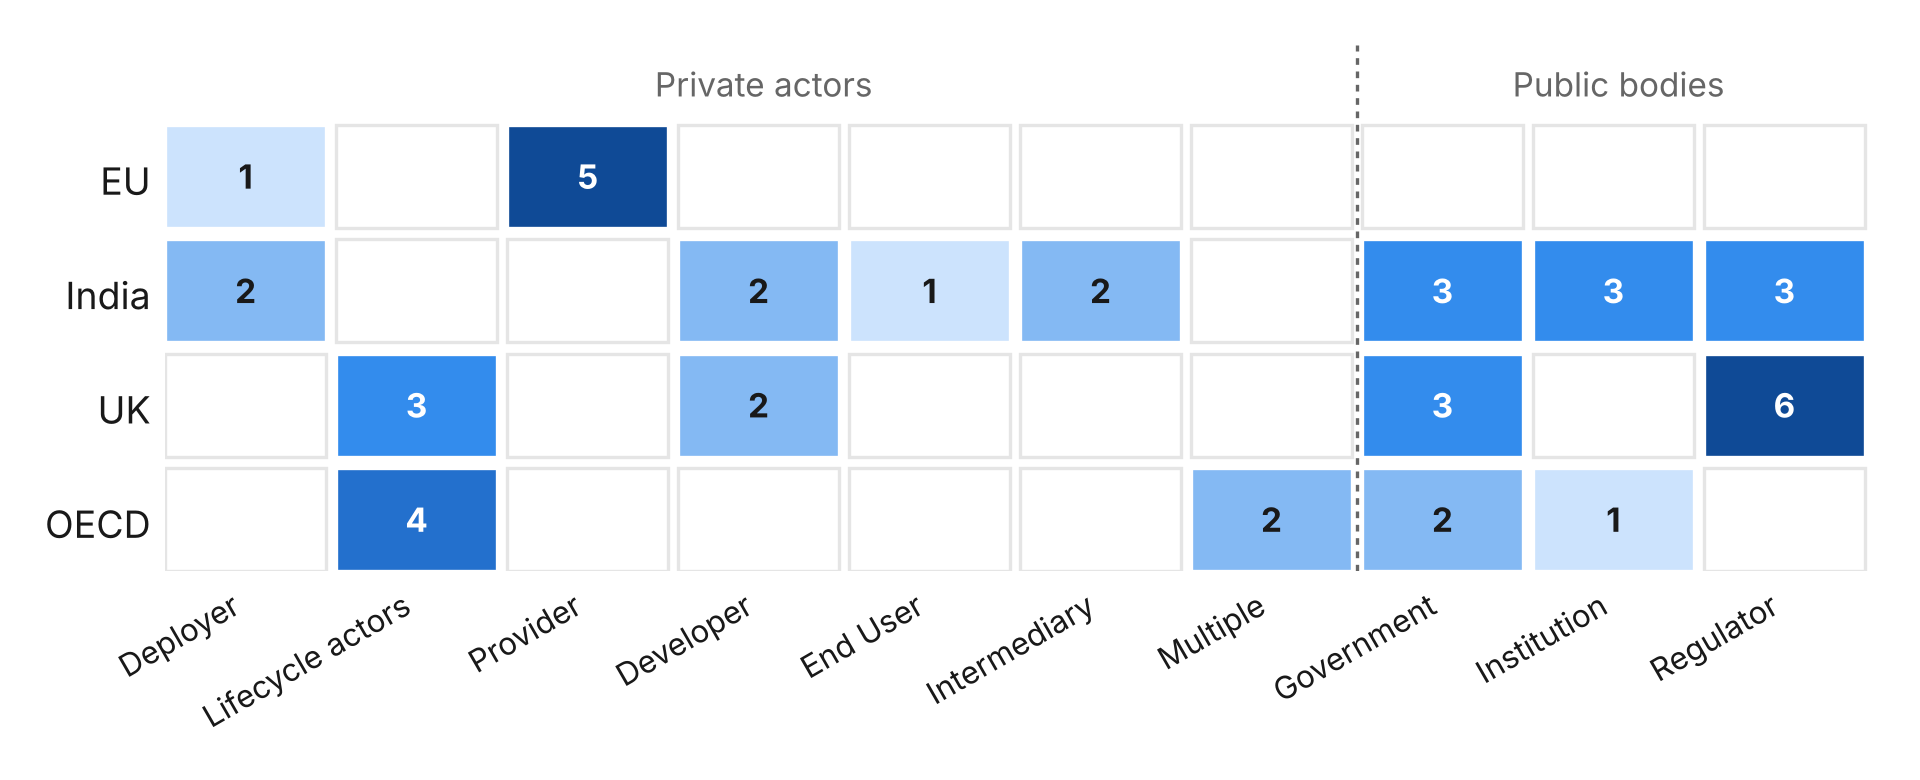 Private actors Public bodies
EU 1 5
India 2 2 1 2 3 3 3
UK 3 2 3 6
OECD 4 2 2 1
Deployer Lifecycle actors Provider Developer End User Intermediary Multiple Government Institution Regulator